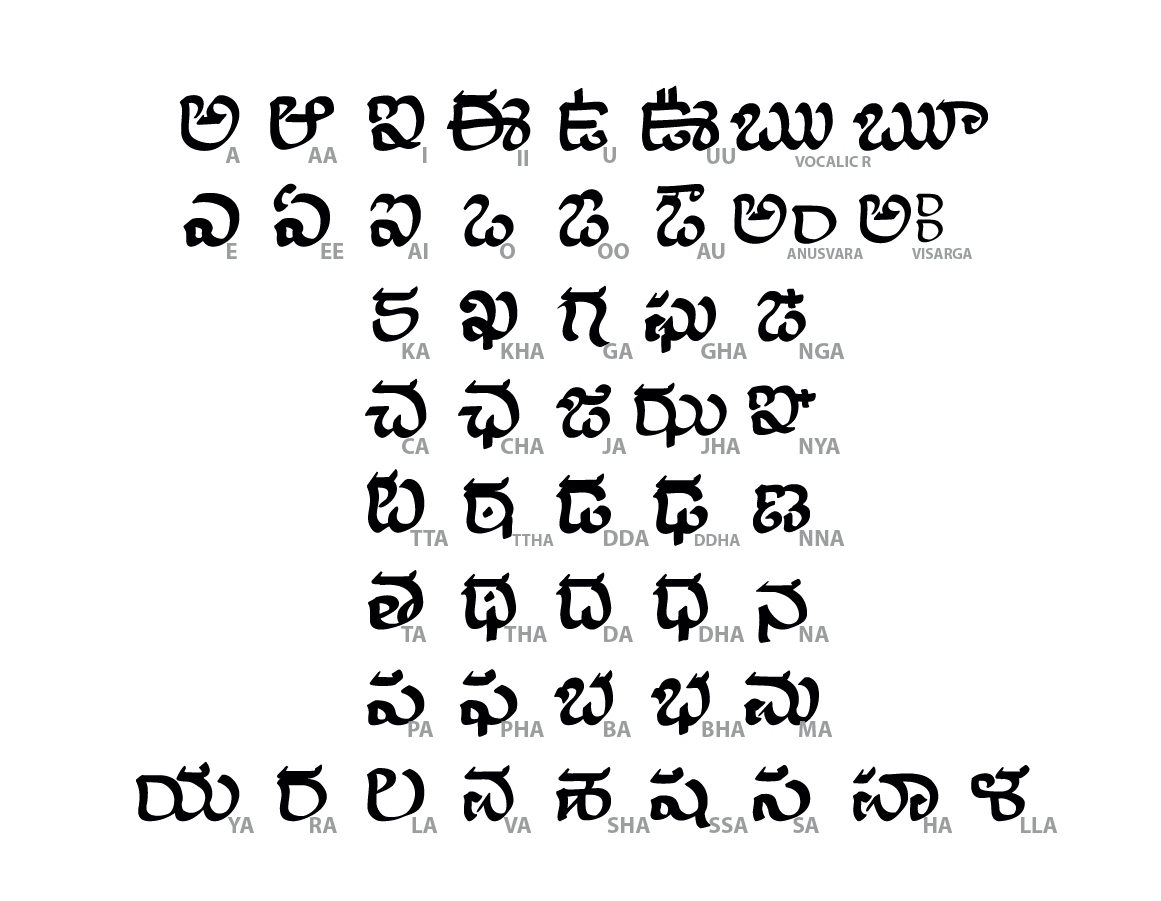 ಅ ಆ ಇ ಈ ಉ ಊ ಋ ೠ
A AA I II U UU VOCALIC R
ಎ ಏ ಐ ಒ ಓ ಔ ಅಂ ಅಃ
E EE AI O OO AU ANUSVARA VISARGA
ಕ ಖ ಗ ಘ ಙ
KA KHA GA GHA NGA
ಚ ಛ ಜ ಝ ಞ
CA CHA JA JHA NYA
ಟ ಠ ಡ ಢ ಣ
TTA TTHA DDA DDHA NNA
ತ ಥ ದ ಧ ನ
TA THA DA DHA NA
ಪ ಫ ಬ ಭ ಮ
PA PHA BA BHA MA
ಯ ರ ಲ ವ ಶ ಷ ಸ ಹ ಳ
YA RA LA VA SHA SSA SA HA LLA